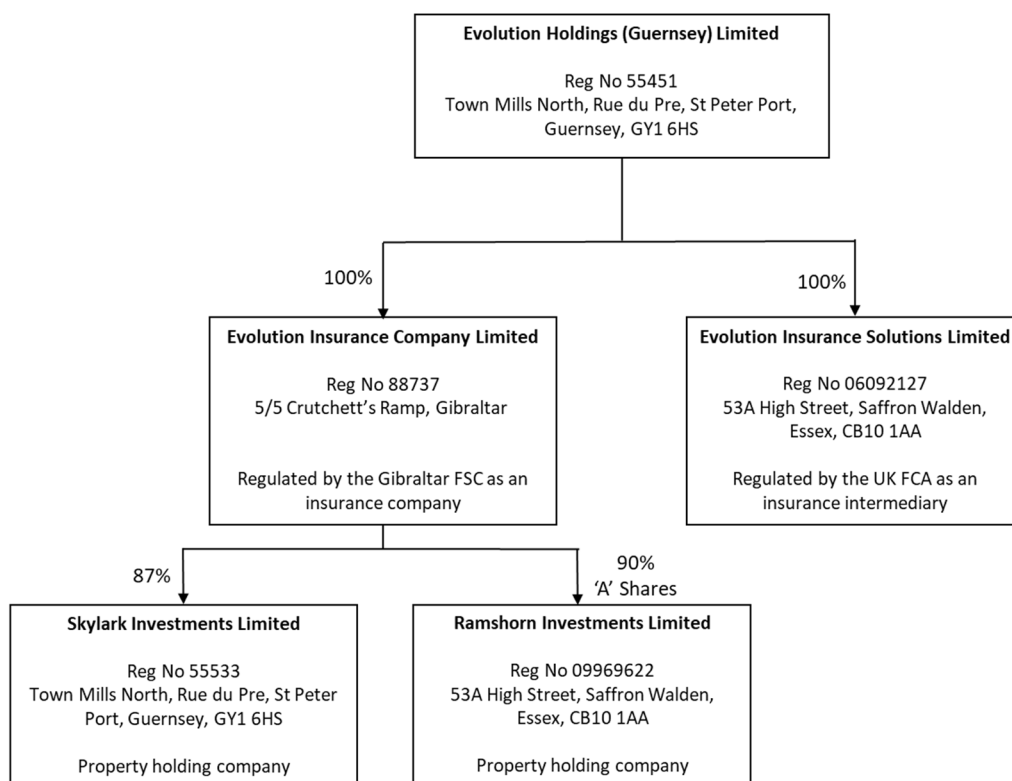 Evolution Holdings (Guernsey) Limited
Reg No 55451
Town Mills North, Rue du Pre, St Peter Port,
Guernsey, GY1 6HS
100%
100%
Evolution Insurance Company Limited
Reg No 88737
5/5 Crutchett’s Ramp, Gibraltar
Regulated by the Gibraltar FSC as an
insurance company
Evolution Insurance Solutions Limited
Reg No 06092127
53A High Street, Saffron Walden,
Essex, CB10 1AA
Regulated by the UK FCA as an
insurance intermediary
87%
90%
‘A’ Shares
Skylark Investments Limited
Reg No 55533
Town Mills North, Rue du Pre, St Peter
Port, Guernsey, GY1 6HS
Property holding company
Ramshorn Investments Limited
Reg No 09969622
53A High Street, Saffron Walden,
Essex, CB10 1AA
Property holding company